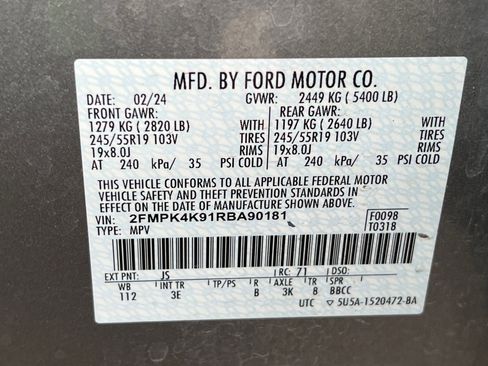 MFD. BY FORD MOTOR CO.
DATE: 02/24 GVWR: 2449 KG ( 5400 LB)
FRONT GAWR: REAR GAWR:
1279 KG ( 2820 LB) 1197 KG ( 2640 LB)
245/55R19 103V TIRES 245/55R19 103V TIRES
19x8.0J RIMS 19x8.0J RIMS
AT 240 kPa/ 35 PSI COLD AT 240 kPa/ 35 PSI COLD
THIS VEHICLE CONFORMS TO ALL APPLICABLE FEDERAL MOTOR
VEHICLE SAFETY AND THEFT PREVENTION STANDARDS IN
EFFECT ON THE DATE OF MANUFACTURE SHOWN ABOVE.
VIN: 2FMPK4K91RBA90181 F0098
TYPE: MPV T0318
EXT PNT: JS RC: 71 DSO:
WB INT TR TP/PS R AXLE TR SPR
112 3E B 3K 8 BBCC
UTC ▽5U5A-1520472-BA